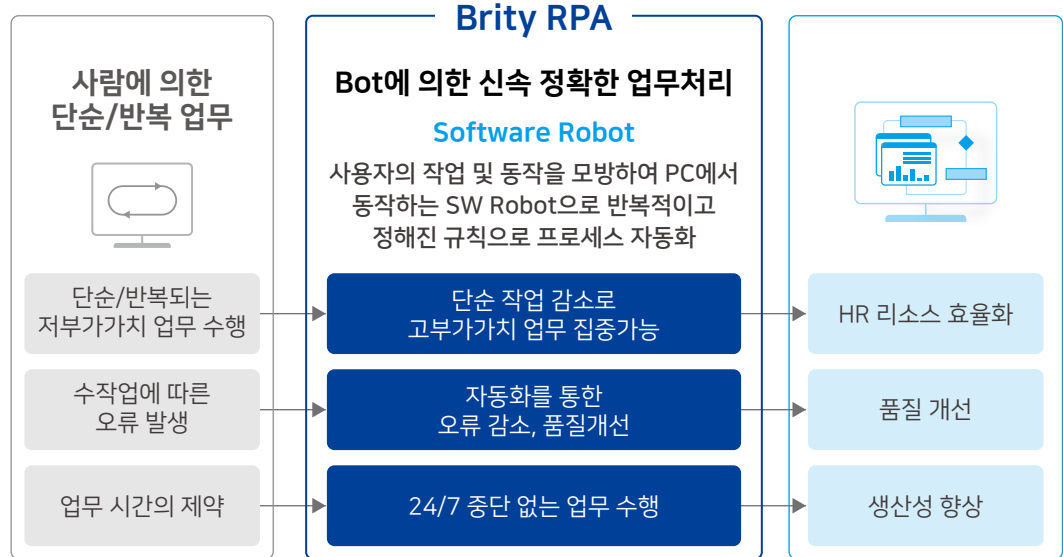 Brity RPA
사람에 의한
단순/반복 업무
Bot에 의한 신속 정확한 업무처리
Software Robot
사용자의 작업 및 동작을 모방하여 PC에서
동작하는 SW Robot으로 반복적이고
정해진 규칙으로 프로세스 자동화
단순/반복되는
저부가가치 업무 수행
단순 작업 감소로
고부가가치 업무 집중가능
HR 리소스 효율화
수작업에 따른
오류 발생
자동화를 통한
오류 감소, 품질개선
품질 개선
업무 시간의 제약
24/7 중단 없는 업무 수행
생산성 향상